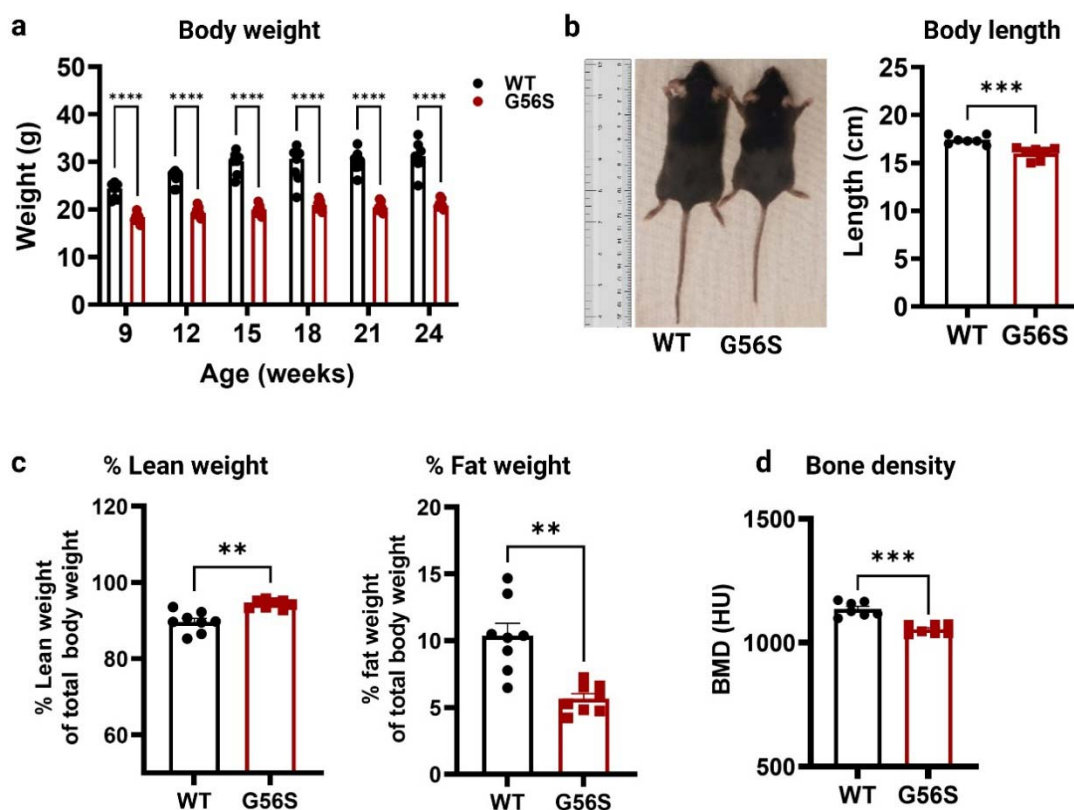 a
Body weight
Weight (g)
50
40
30
20
10
0
**** **** **** **** **** ****
WT
G56S
9 12 15 18 21 24
Age (weeks)
b
WT G56S
Body length
Length (cm)
25
20
15
10
5
0
***
WT G56S
c
% Lean weight
% Lean weight
of total body weight
120
100
80
60
**
WT G56S
% Fat weight
% fat weight
of total body weight
20
15
10
5
0
**
WT G56S
d
Bone density
BMD (HU)
1500
1000
500
***
WT G56S